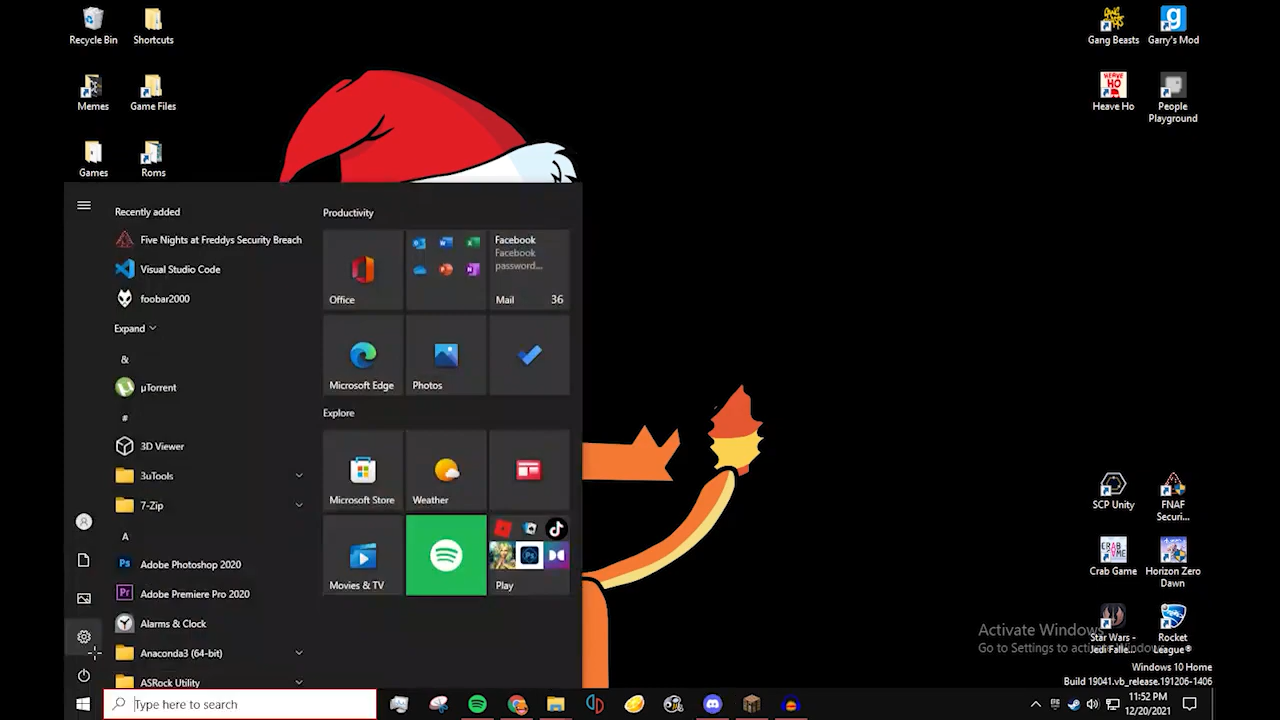 Recycle Bin
Shortcuts
Gang Beasts
Garry's Mod
Memes
Game Files
Heave Ho
People
Playground
Games
Roms
Recently added
Five Nights at Freddys Security Breach
Visual Studio Code
foobar2000
Expand
&
µTorrent
#
3D Viewer
3uTools
7-Zip
A
Adobe Photoshop 2020
Adobe Premiere Pro 2020
Alarms & Clock
Anaconda3 (64-bit)
ASRock Utility
Productivity
Office
Facebook
Facebook
password...
Mail 36
Microsoft Edge
Photos
Explore
Microsoft Store
Weather
Movies & TV
Play
SCP Unity
FNAF
Securi...
Crab Game
Horizon Zero
Dawn
Star Wars -
Jedi Falle...
Rocket
League®
Activate Windows
Go to Settings to activate Windows.
Windows 10 Home
Build 19041.vb_release.191206-1406
Type here to search
11:52 PM
12/20/2021